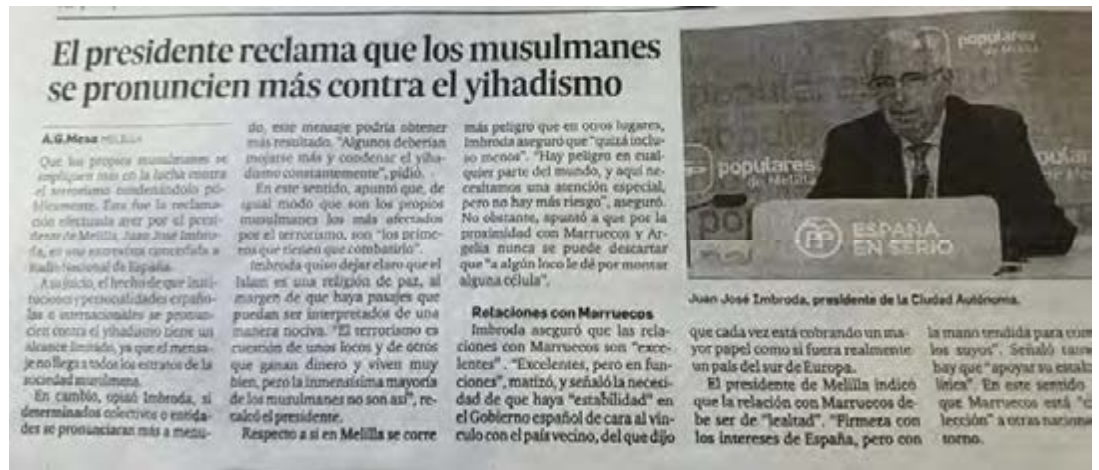 El presidente reclama que los musulmanes
se pronuncien más contra el yihadismo
A.G.Mesa MELILLA
Que los propios musulmanes se
impliquen más en la lucha contra
el terrorismo condenándolo pú-
blicamente. Esta fue la reclama-
ción efectuada ayer por el presi-
dente de Melilla, Juan José Imbro-
da, en una entrevista concedida a
Radio Nacional de España.
A su juicio, el hecho de que insti-
tuciones y personalidades españo-
las o internacionales se pronun-
cien contra el yihadismo tiene un
alcance limitado, ya que el mensa-
je no llega a todos los estratos de la
sociedad musulmana.
En cambio, opinó Imbroda, si
determinados colectivos o entida-
des se pronunciaran más a menu-
do, este mensaje podría obtener
más resultado. "Algunos deberían
mojarse más y condenar el yiha-
dismo constantemente", pidió.
En este sentido, apuntó que, de
igual modo que son los propios
musulmanes los más afectados
por el terrorismo, son "los prime-
ros que tienen que combatirlo".
Imbroda quiso dejar claro que el
Islam es una religión de paz, al
margen de que haya pasajes que
puedan ser interpretados de una
manera nociva. "El terrorismo es
cuestión de unos locos y de otros
que ganan dinero y viven muy
bien, pero la inmensísima mayoría
de los musulmanes no son así", re-
calcó el presidente.
Respecto a si en Melilla se corre
más peligro que en otros lugares,
Imbroda aseguró que "quizá inclu-
so menos". "Hay peligro en cual-
quier parte del mundo, y aquí ne-
cesitamos una atención especial,
pero no hay más riesgo", aseguró.
No obstante, apuntó a que por la
proximidad con Marruecos y Ar-
gelia nunca se puede descartar
que "a algún loco le dé por montar
alguna célula".
Relaciones con Marruecos
Imbroda aseguró que las rela-
ciones con Marruecos son "exce-
lentes". "Excelentes, pero en fun-
ciones", matizó, y señaló la necesi-
dad de que haya "estabilidad" en
el Gobierno español de cara al vín-
culo con el país vecino, del que dijo
populares
de Melilla
populares
de Melilla
ESPAÑA
EN SERIO
Juan José Imbroda, presidente de la Ciudad Autónoma.
que cada vez está cobrando un ma-
yor papel como si fuera realmente
un país del sur de Europa.
El presidente de Melilla indicó
que la relación con Marruecos de-
be ser de "lealtad". "Firmeza con
los intereses de España, pero con
la mano tendida para
los suyos". Señaló
hay que "apoyar su
En este sentido
que Marruecos está
lección" a otras
torno.